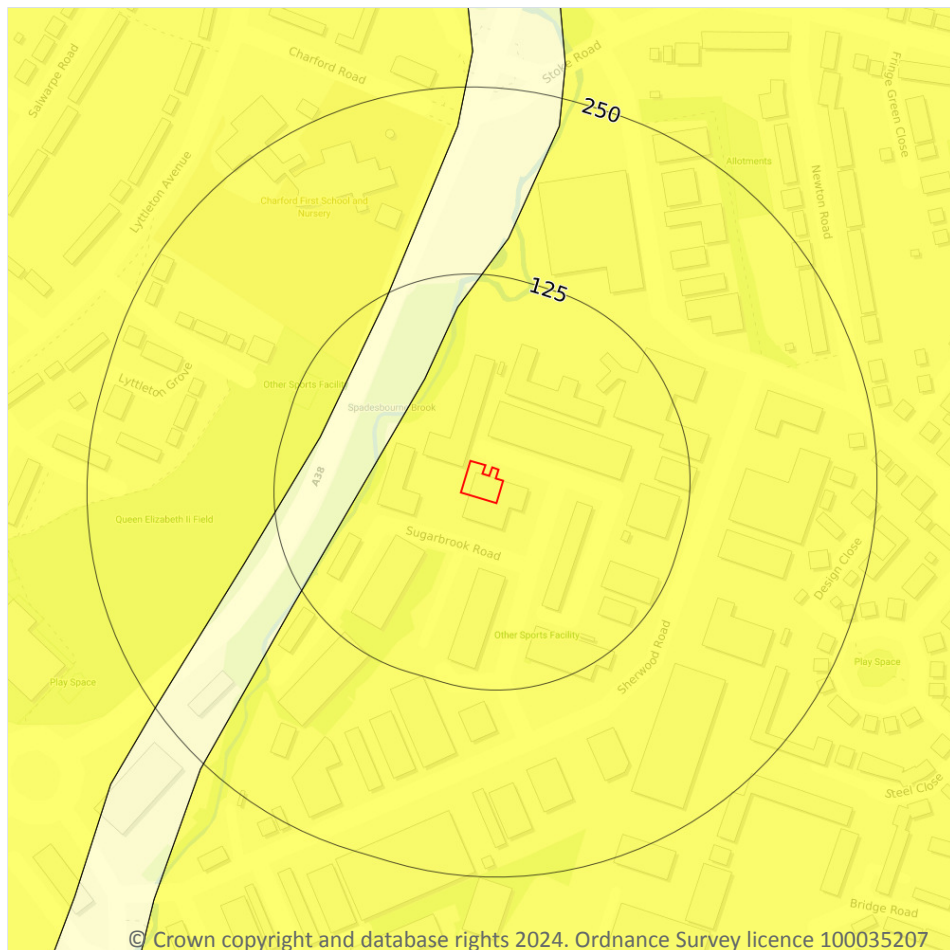 Salwarpe Road
Charford Road
Stoke Road
Fringe Green Close
250
Lyttleton Avenue
Allotments
Newton Road
Charford First School and
Nursery
125
Lyttleton Grove
Other Sports Facility
Spadesbourne Brook
A38
Queen Elizabeth II Field
Sugarbrook Road
Design Close
Other Sports Facility
Sherwood Road
Play Space
Play Space
Steel Close
Bridge Road
© Crown copyright and database rights 2024. Ordnance Survey licence 100035207